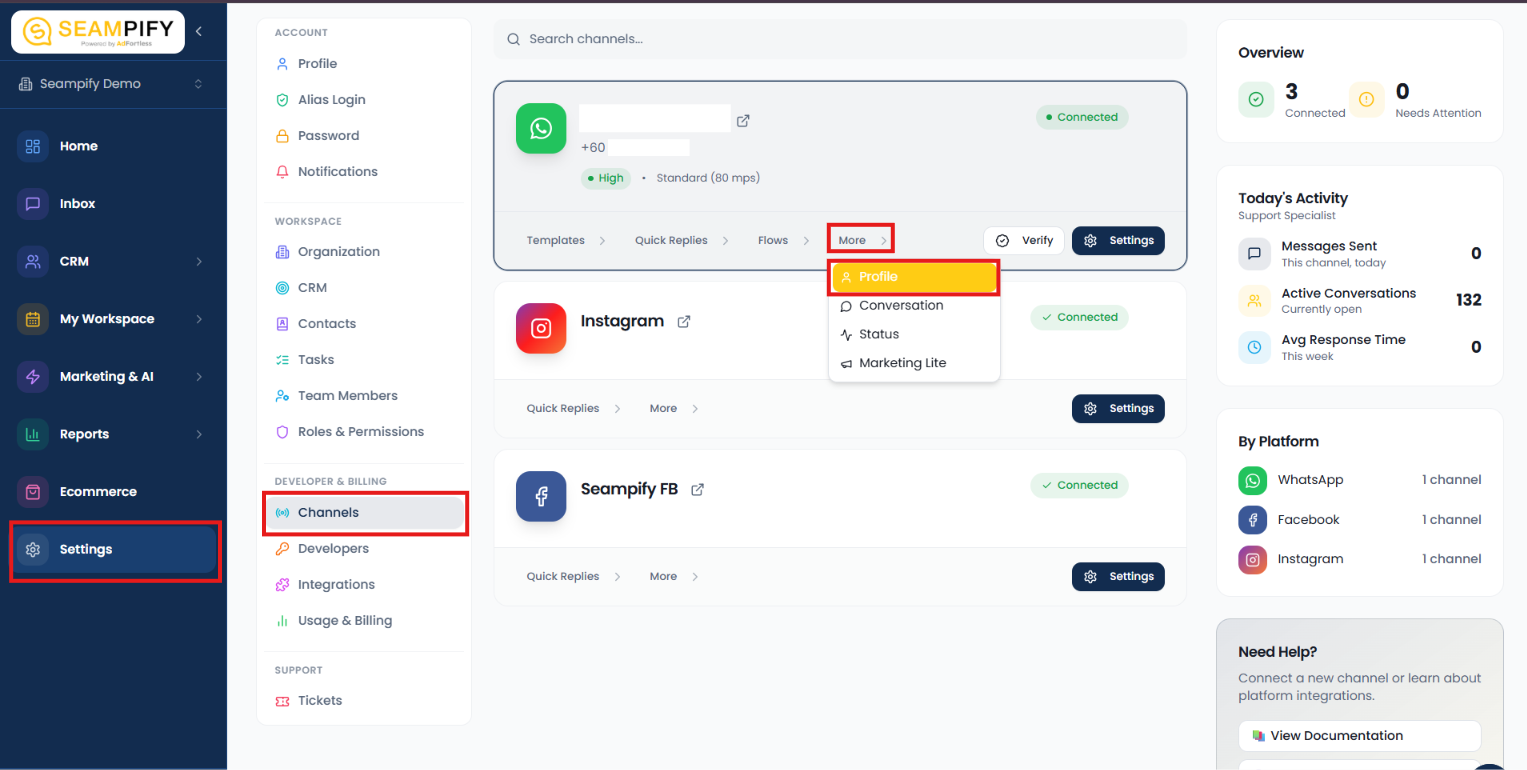 SEAMPIFY
Powered by AdFortless
Seampify Demo
Home
Inbox
CRM
My Workspace
Marketing & AI
Reports
Ecommerce
Settings
ACCOUNT
Profile
Alias Login
Password
Notifications
WORKSPACE
Organization
CRM
Contacts
Tasks
Team Members
Roles & Permissions
DEVELOPER & BILLING
Channels
Developers
Integrations
Usage & Billing
SUPPORT
Tickets
Search channels...
Connected
+60
High • Standard (80 mps)
Templates Quick Replies Flows More Verify Settings
Profile
Conversation
Status
Marketing Lite
Instagram
Connected
Quick Replies More Settings
Seampify FB
Connected
Quick Replies More Settings
Overview
3 Connected
0 Needs Attention
Today's Activity
Support Specialist
Messages Sent 0
This channel, today
Active Conversations 132
Currently open
Avg Response Time 0
This week
By Platform
WhatsApp 1 channel
Facebook 1 channel
Instagram 1 channel
Need Help?
Connect a new channel or learn about
platform integrations.
View Documentation